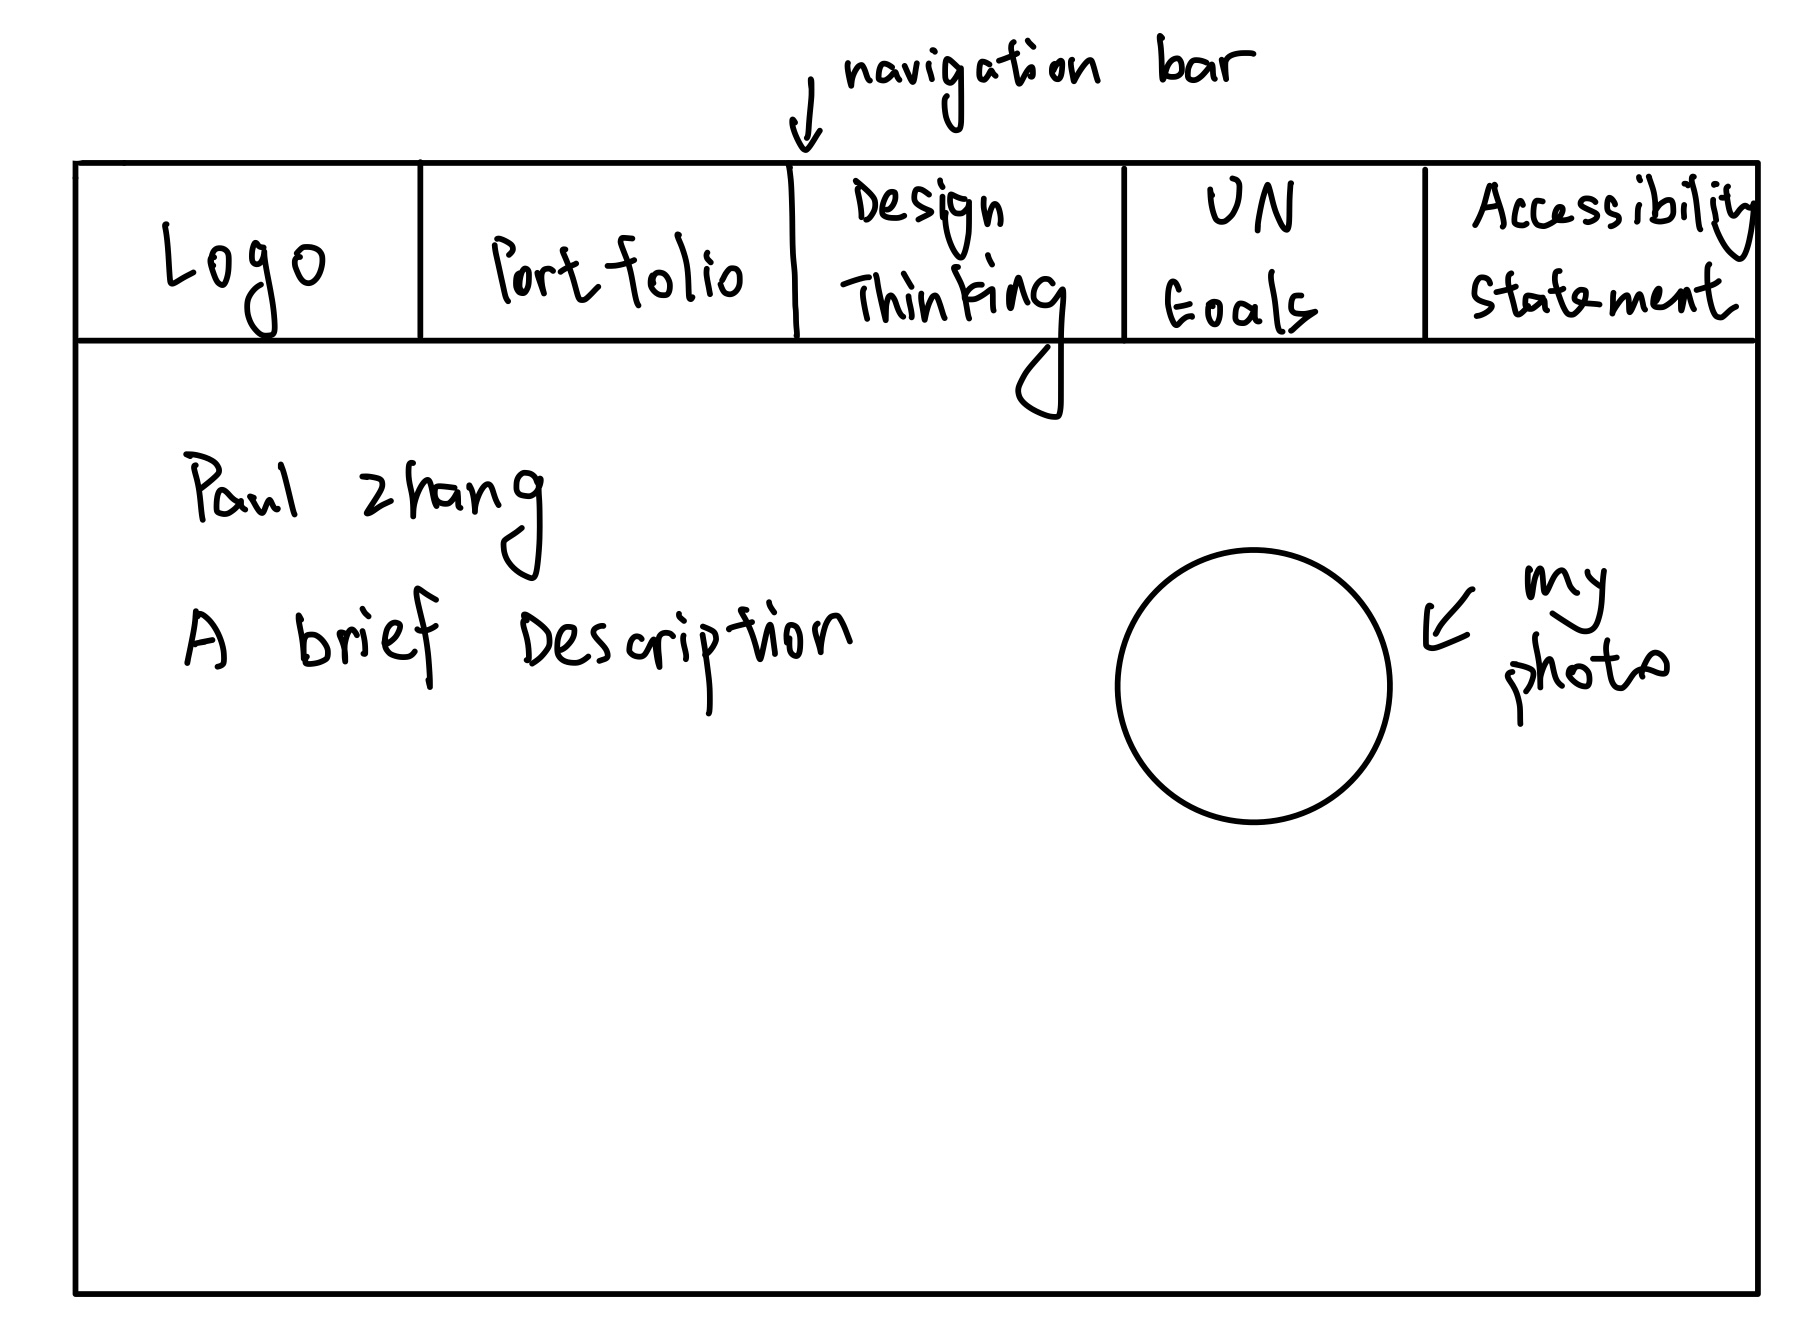 navigation bar
Logo
Portfolio
Design
Thinking
UN
Goals
Accessibility
Statement
Paul Zhang
A brief Description
my
photo